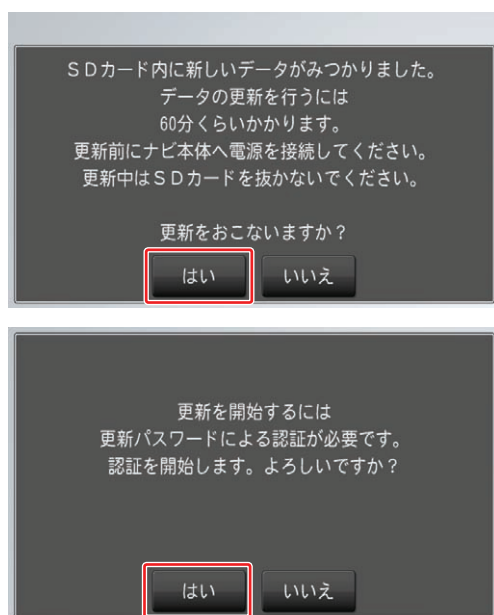 SDカード内に新しいデータがみつかりました。
データの更新を行うには
60分くらいかかります。
更新前にナビ本体へ電源を接続してください。
更新中はSDカードを抜かないでください。
更新をおこないますか？
はい いいえ
更新を開始するには
更新パスワードによる認証が必要です。
認証を開始します。よろしいですか？
はい いいえ